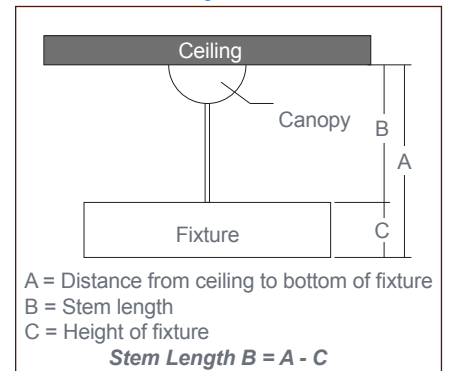 Ceiling
Canopy
B
A
Fixture
C
A = Distance from ceiling to bottom of fixture
B = Stem length
C = Height of fixture
Stem Length B = A - C